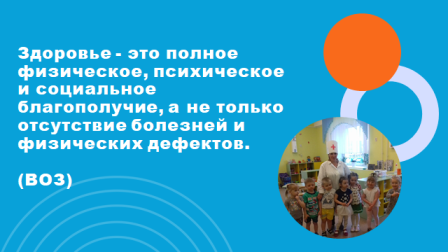 Здоровье - это полное
физическое, психическое
и социальное
благополучие, а не только
отсутствие болезней и
физических дефектов.
(ВОЗ)